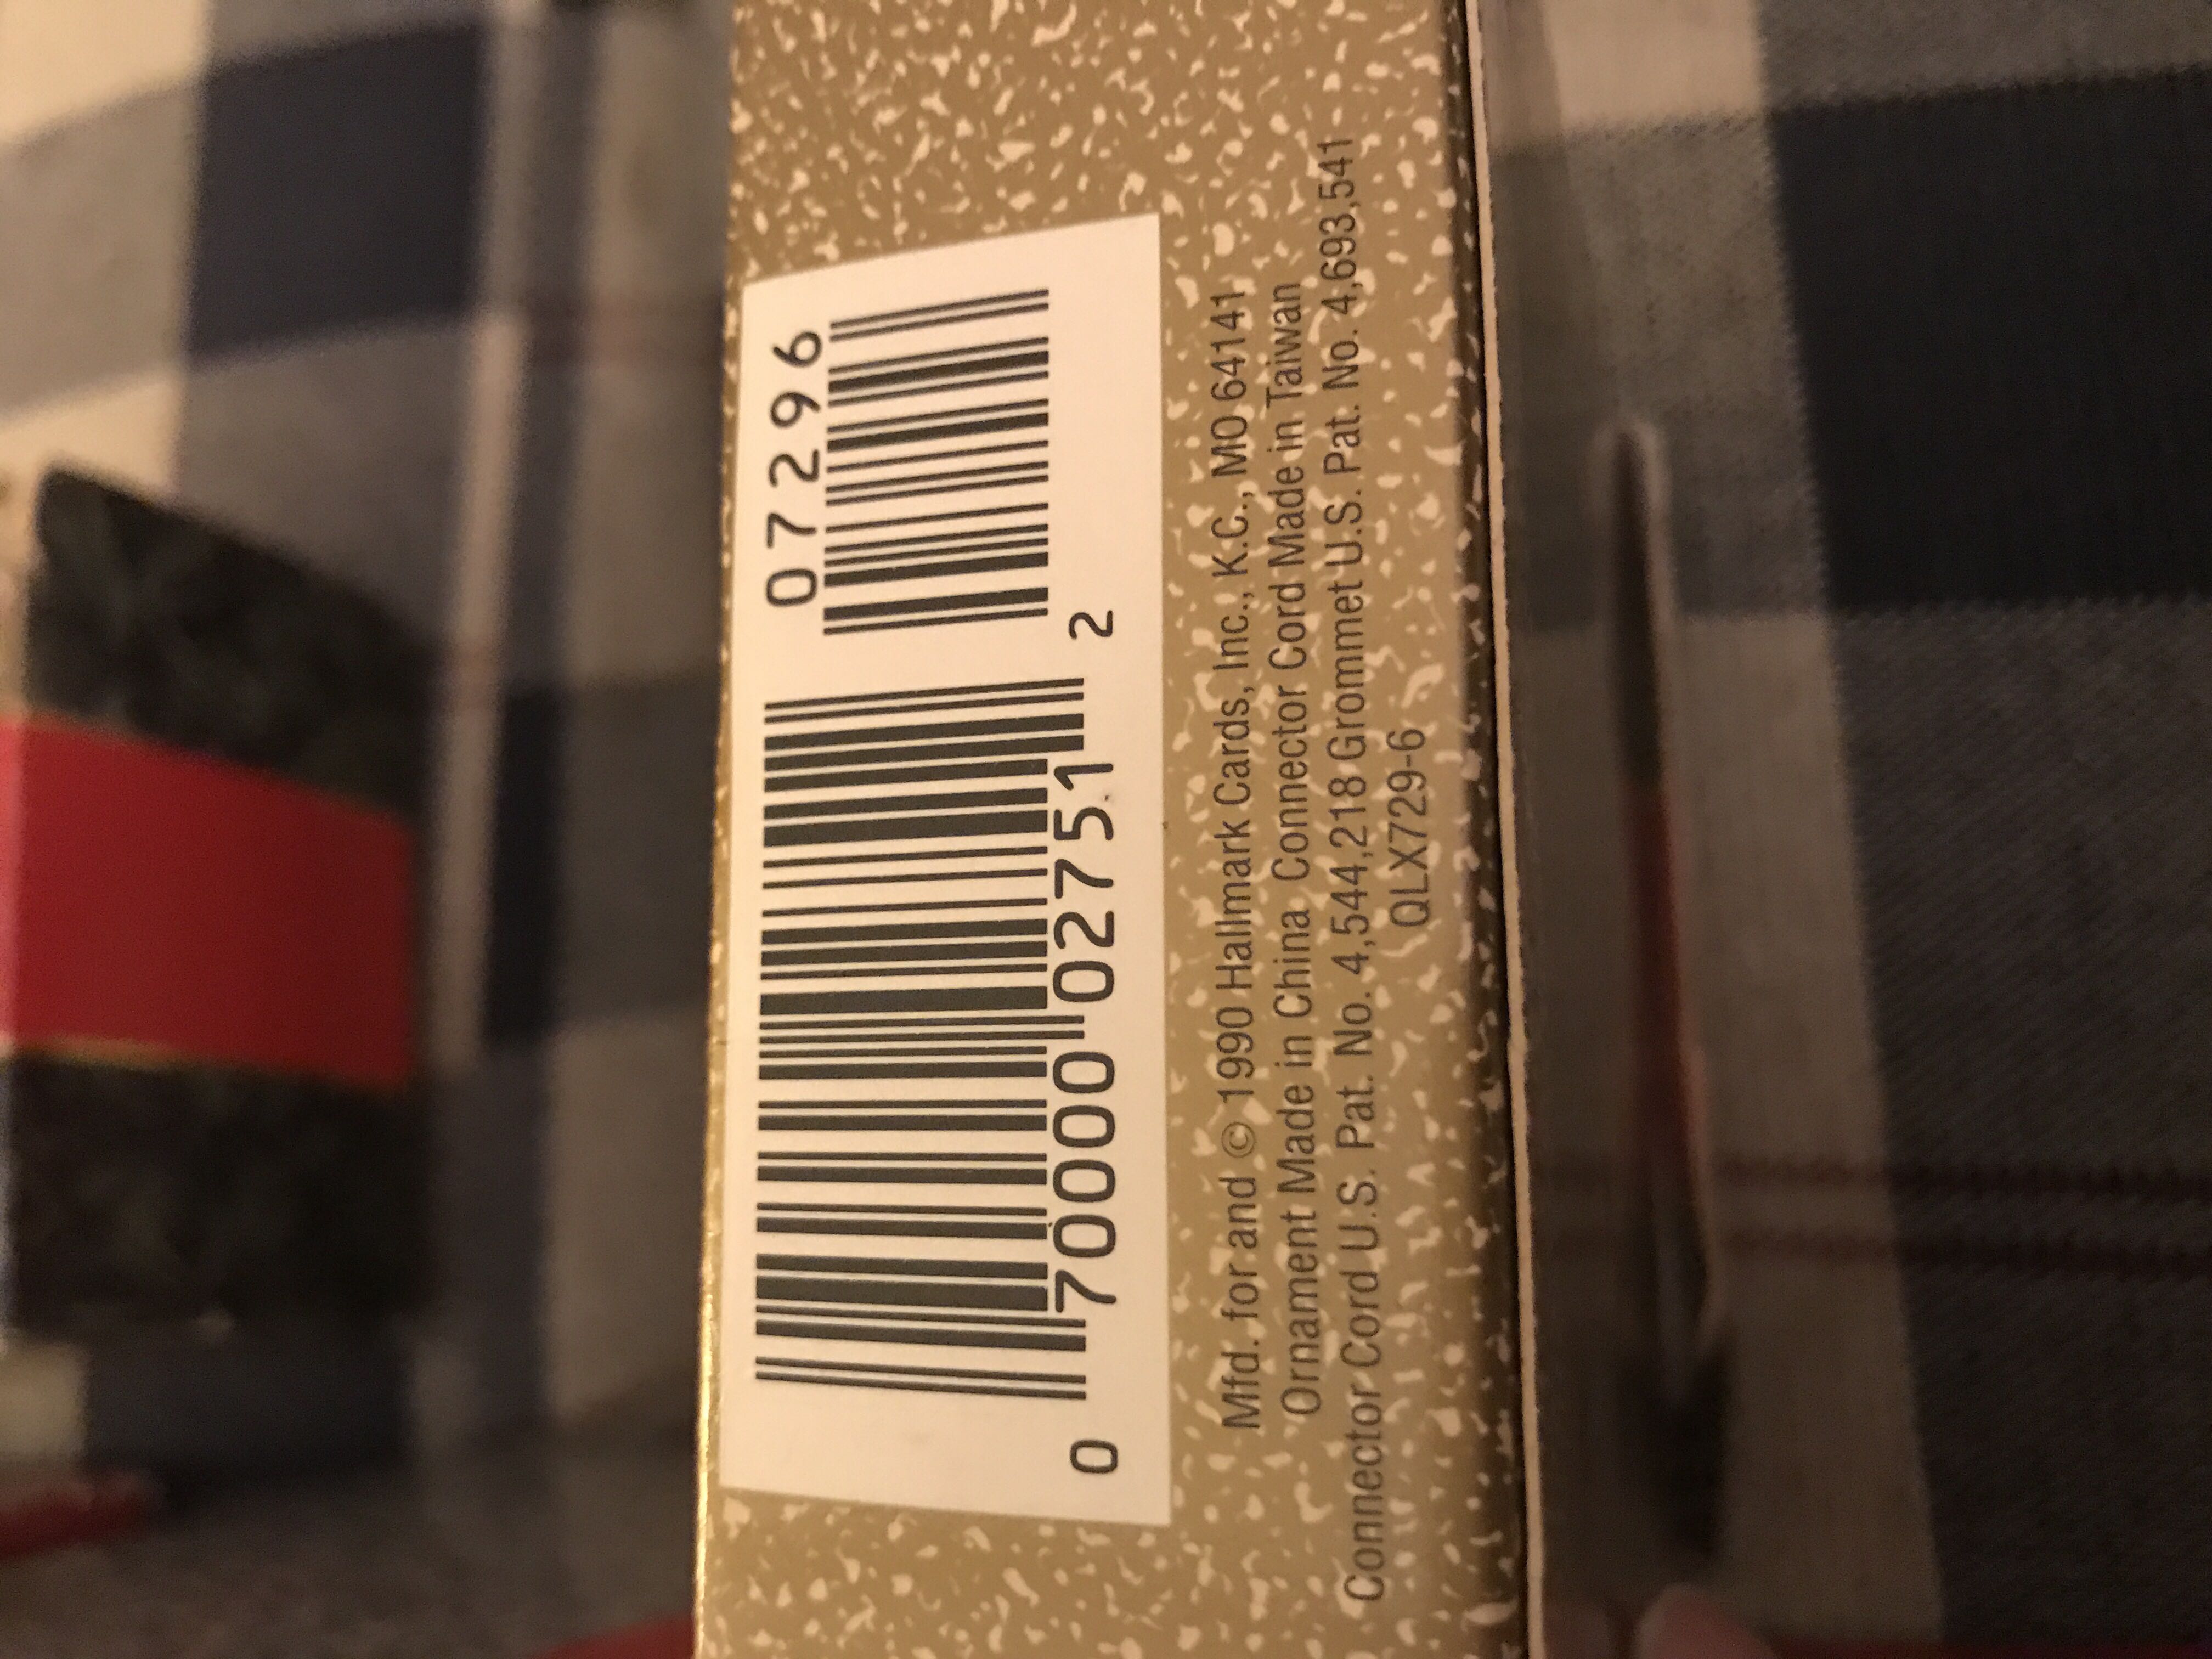 07296
0 70000 02751 2
Mfd. for and © 1990 Hallmark Cards, Inc., K.C., MO 64141
Ornament Made in China Connector Cord Made in Taiwan
Connector Cord U.S. Pat. No. 4,544,218 Grommet U.S. Pat. No. 4,693,541
QLX729-6